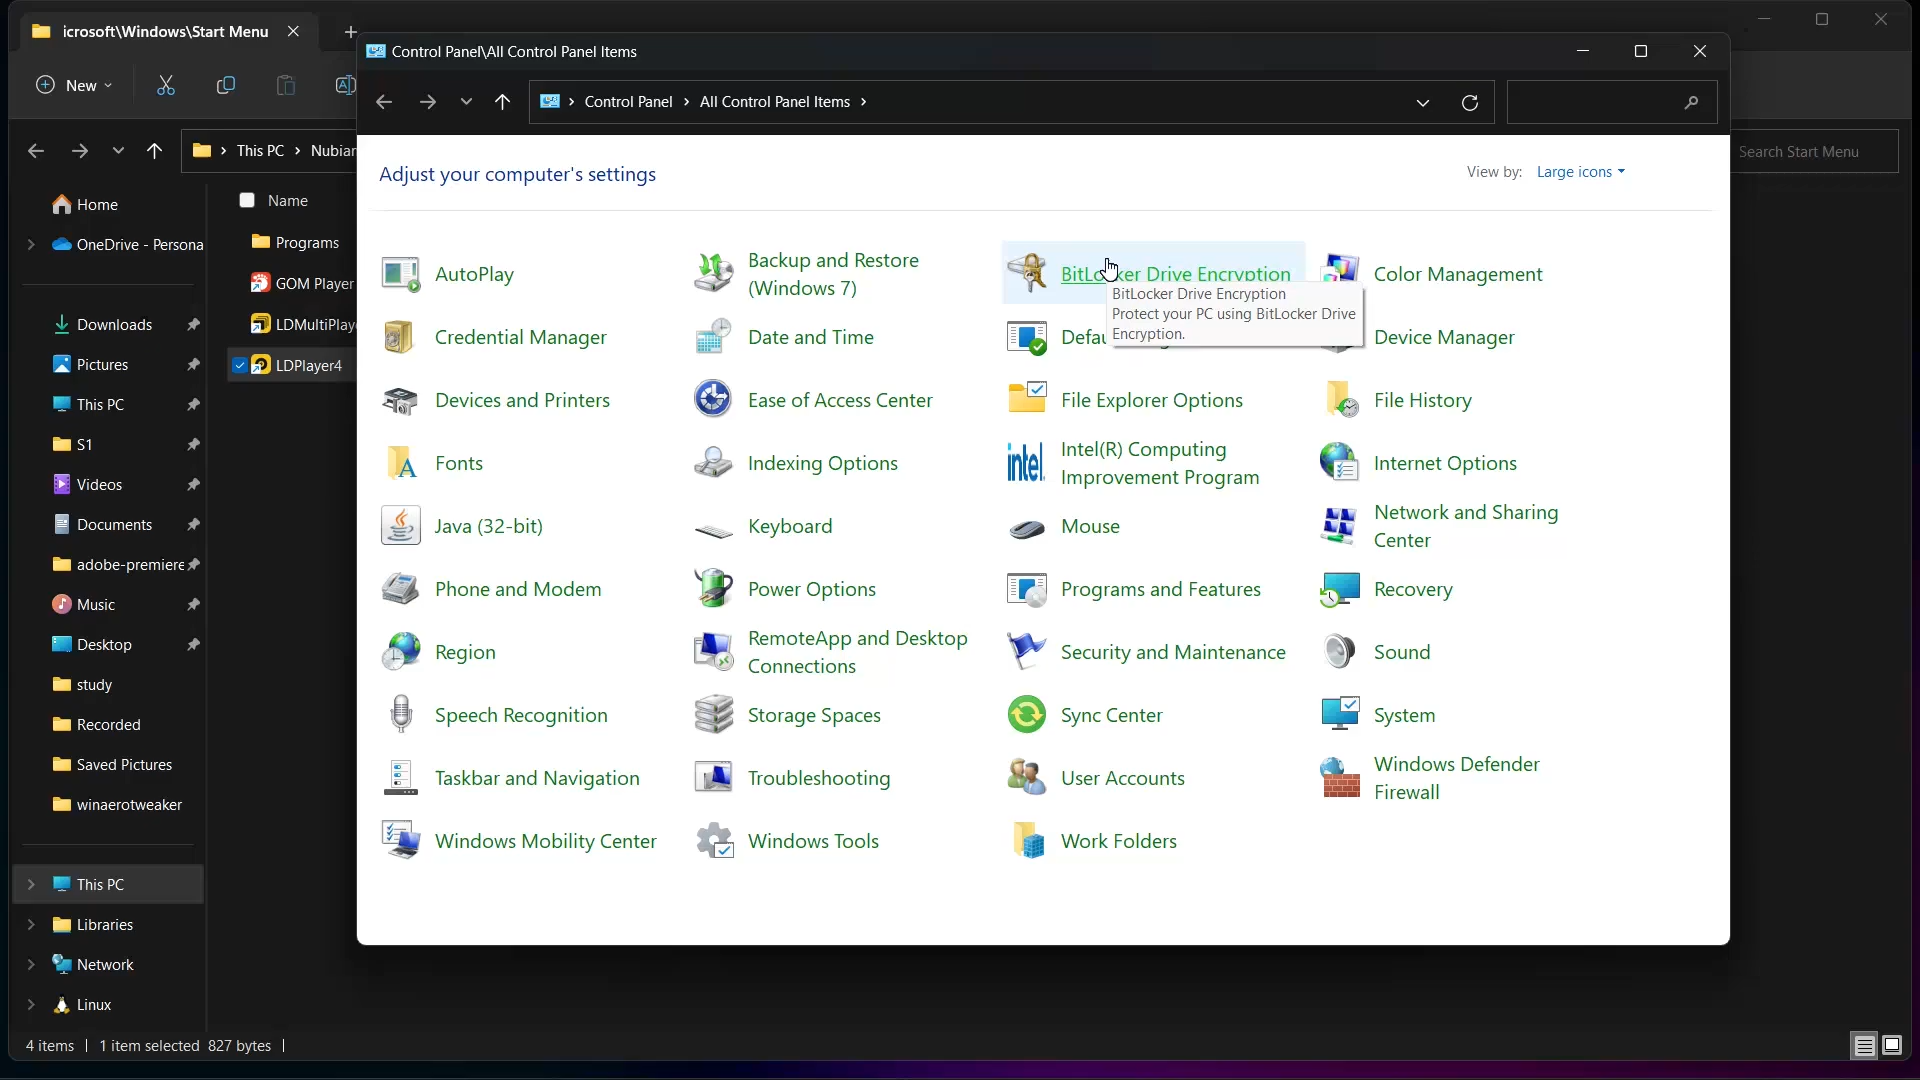 icrosoft\Windows\Start Menu
New
This PC
Nubian
Search Start Menu
Home
OneDrive - Persona
Downloads
Pictures
This PC
S1
Videos
Documents
adobe-premiere
Music
Desktop
study
Recorded
Saved Pictures
winaerotweaker
This PC
Libraries
Network
Linux
Name
Programs
GOM Player
LDMultiPlay
LDPlayer4
4 items
1 item selected 827 bytes
Control Panel\All Control Panel Items
Control Panel
All Control Panel Items
Adjust your computer's settings
View by: Large icons
AutoPlay
Backup and Restore
(Windows 7)
BitLocker Drive Encryption
Color Management
BitLocker Drive Encryption
Protect your PC using BitLocker Drive
Encryption.
Credential Manager
Date and Time
Defau
Device Manager
Devices and Printers
Ease of Access Center
File Explorer Options
File History
Fonts
Indexing Options
intel
Intel(R) Computing
Improvement Program
Internet Options
Java (32-bit)
Keyboard
Mouse
Network and Sharing
Center
Phone and Modem
Power Options
Programs and Features
Recovery
Region
RemoteApp and Desktop
Connections
Security and Maintenance
Sound
Speech Recognition
Storage Spaces
Sync Center
System
Taskbar and Navigation
Troubleshooting
User Accounts
Windows Defender
Firewall
Windows Mobility Center
Windows Tools
Work Folders